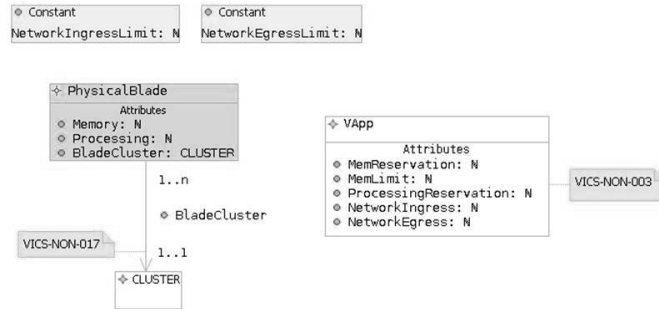 Constant
NetworkIngressLimit: ℕ
Constant
NetworkEgressLimit: ℕ
PhysicalBlade
Attributes
Memory: ℕ
Processing: ℕ
BladeCluster: CLUSTER
1..n
BladeCluster
VICS-NON-017
1..1
CLUSTER
VApp
Attributes
MemReservation: ℕ
MemLimit: ℕ
ProcessingReservation: ℕ
NetworkIngress: ℕ
NetworkEgress: ℕ
VICS-NON-003